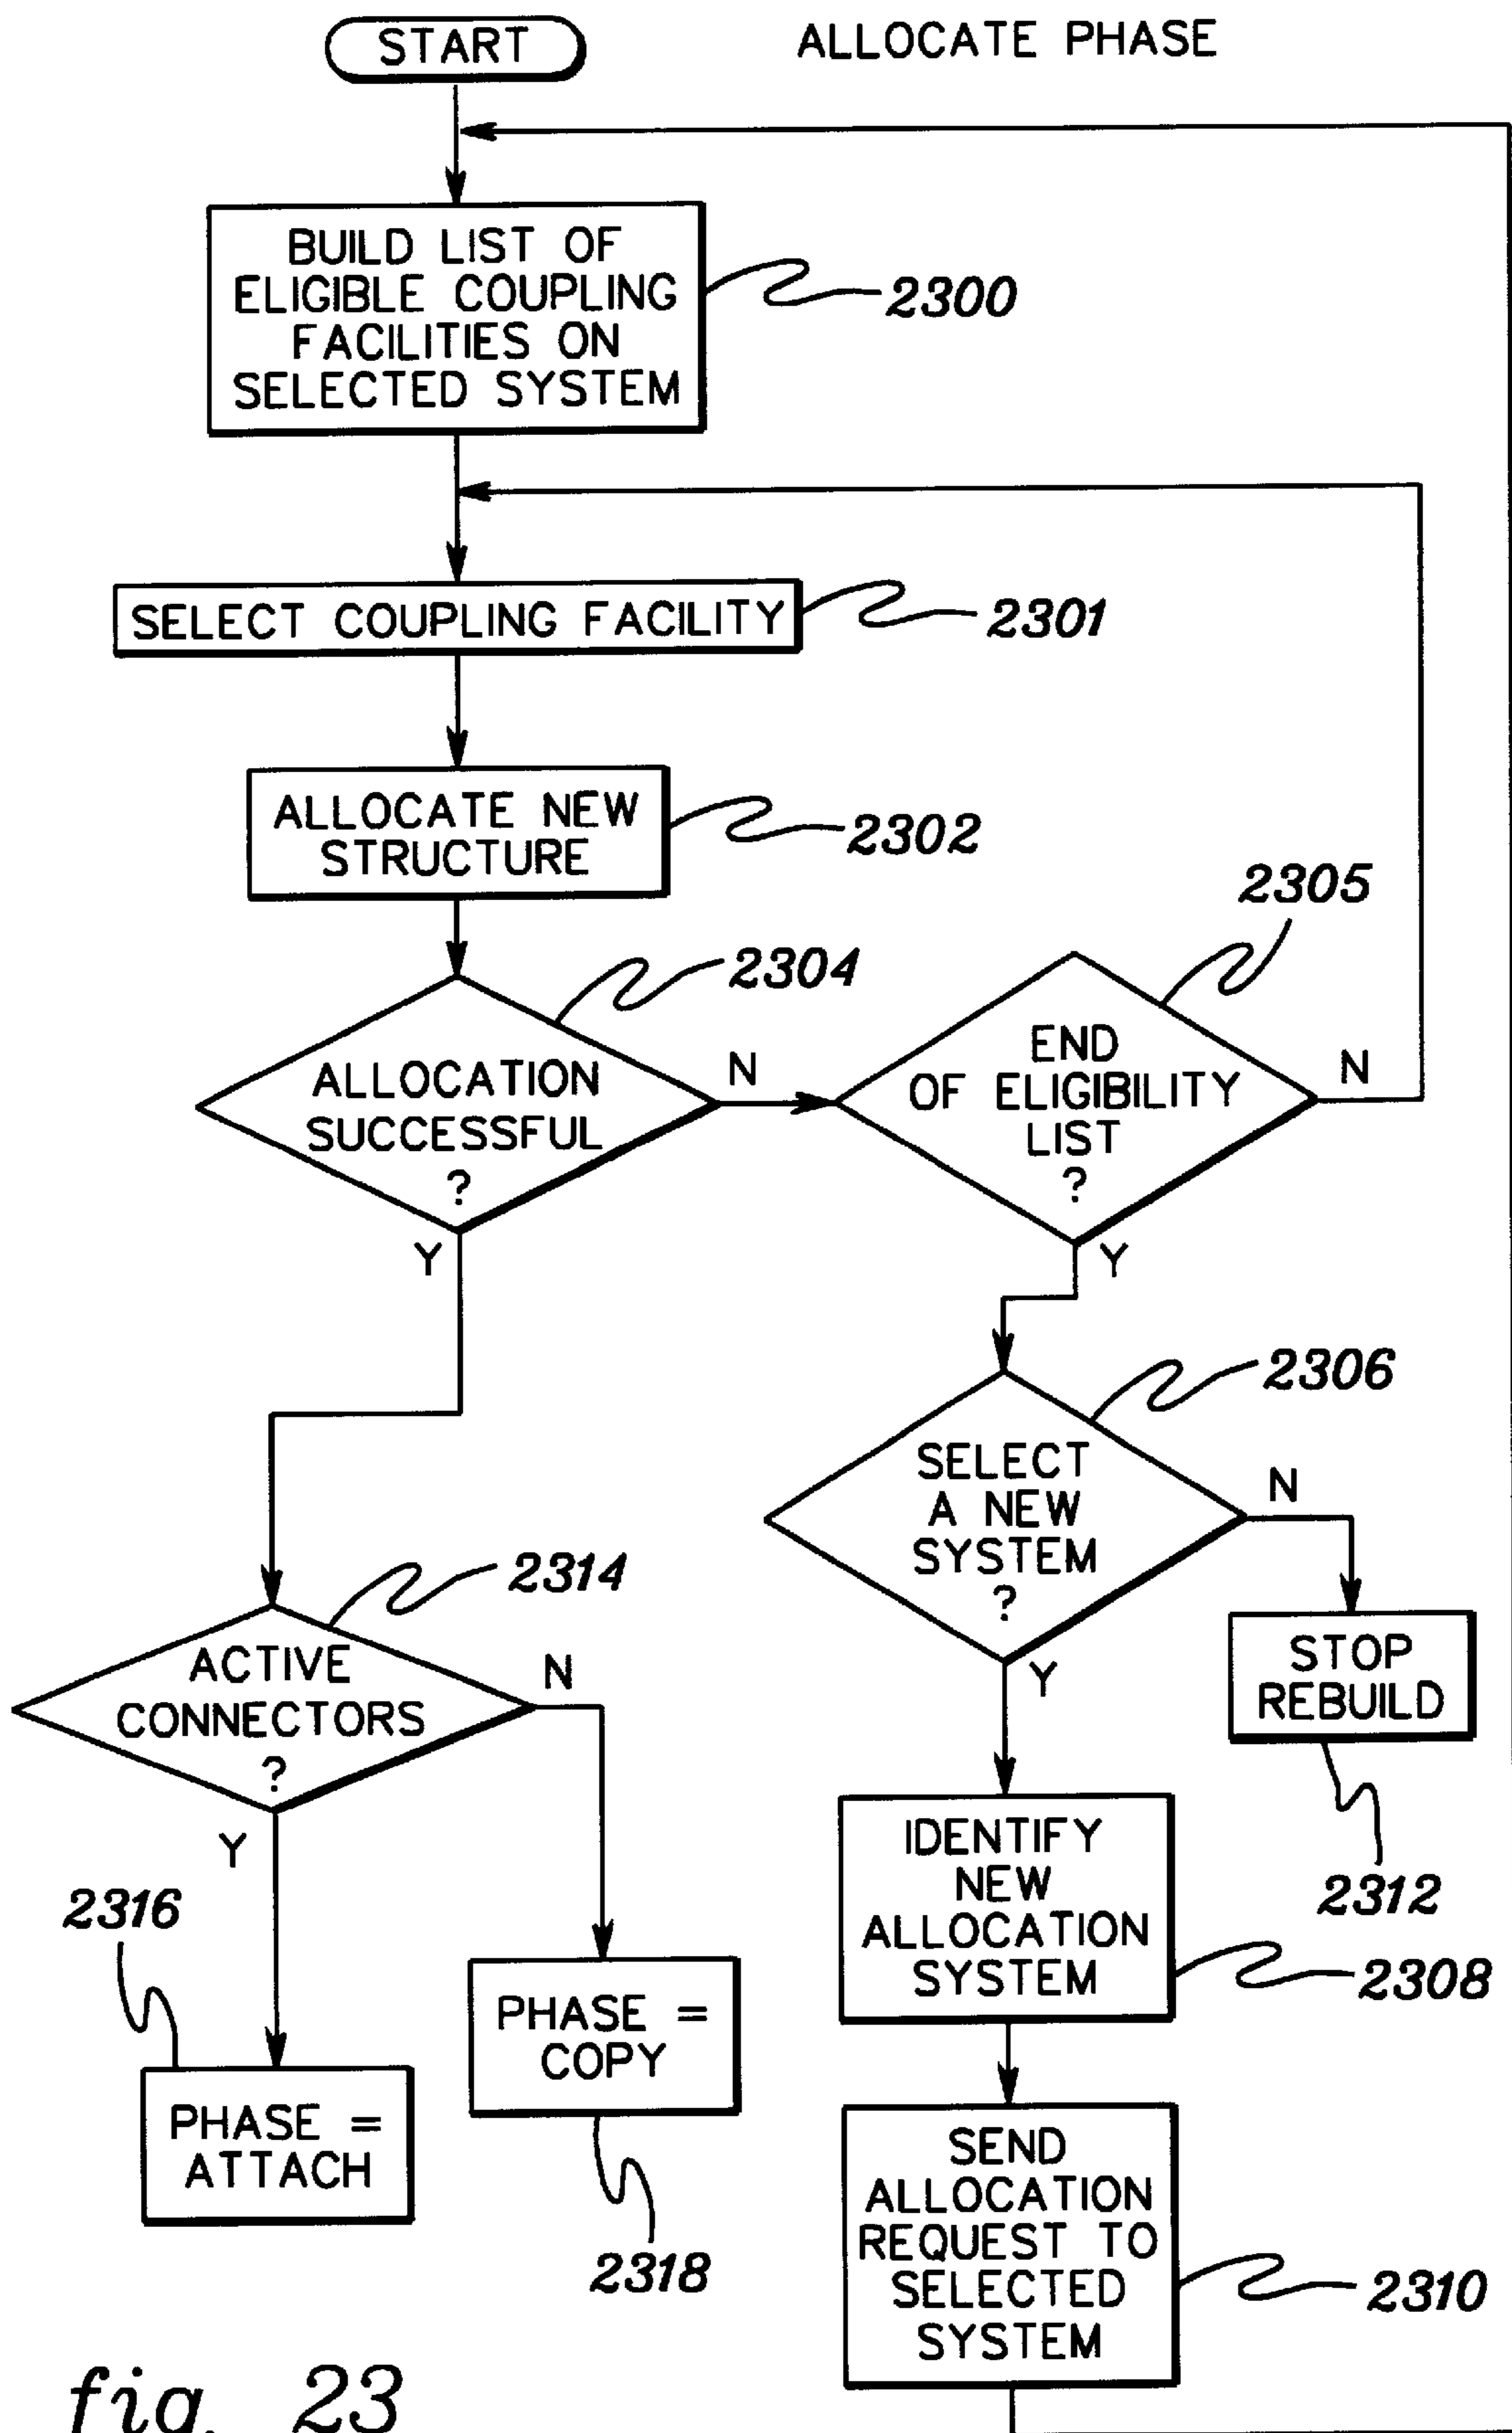 START
ALLOCATE PHASE
BUILD LIST OF
ELIGIBLE COUPLING
FACILITIES ON
SELECTED SYSTEM
2300
SELECT COUPLING FACILITY
2301
ALLOCATE NEW
STRUCTURE
2302
2305
2304
ALLOCATION
SUCCESSFUL
?
N
END
OF ELIGIBILITY
LIST
?
N
Y
Y
2306
SELECT
A NEW
SYSTEM
?
N
Y
2314
ACTIVE
CONNECTORS
?
N
Y
STOP
REBUILD
2312
IDENTIFY
NEW
ALLOCATION
SYSTEM
2308
2316
PHASE =
COPY
2318
PHASE =
ATTACH
SEND
ALLOCATION
REQUEST TO
SELECTED
SYSTEM
2310
fig. 23